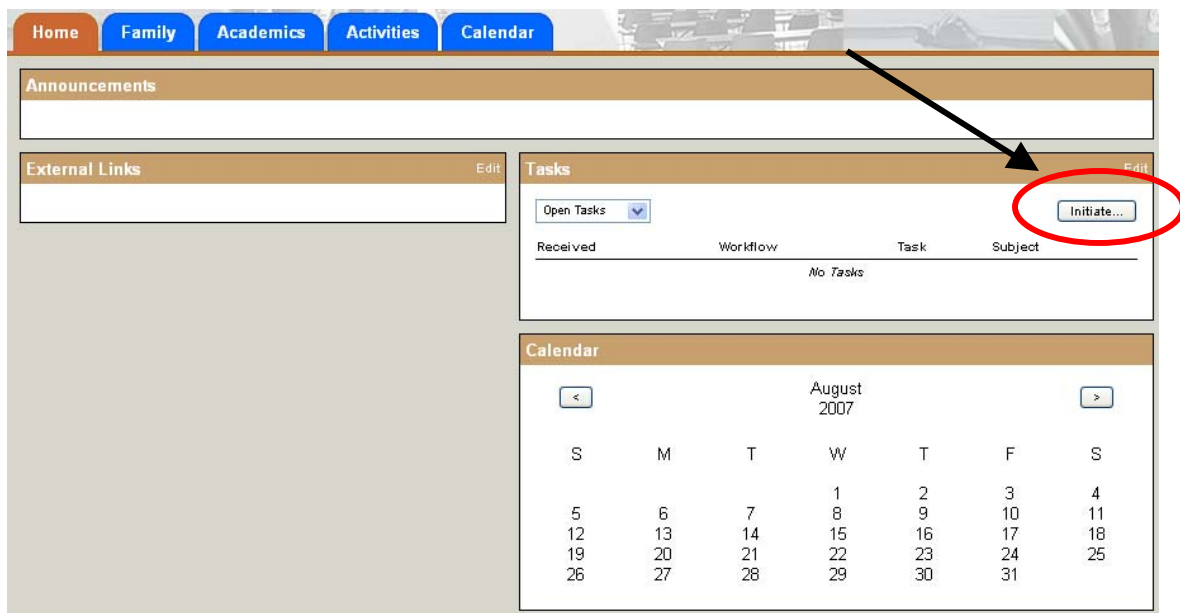 Home Family Academics Activities Calendar
Announcements
External Links Edit
Tasks Edit
Open Tasks Initiate...
Received Workflow Task Subject
No Tasks
Calendar
< August >
2007
S M T W T F S
1 2 3 4
5 6 7 8 9 10 11
12 13 14 15 16 17 18
19 20 21 22 23 24 25
26 27 28 29 30 31